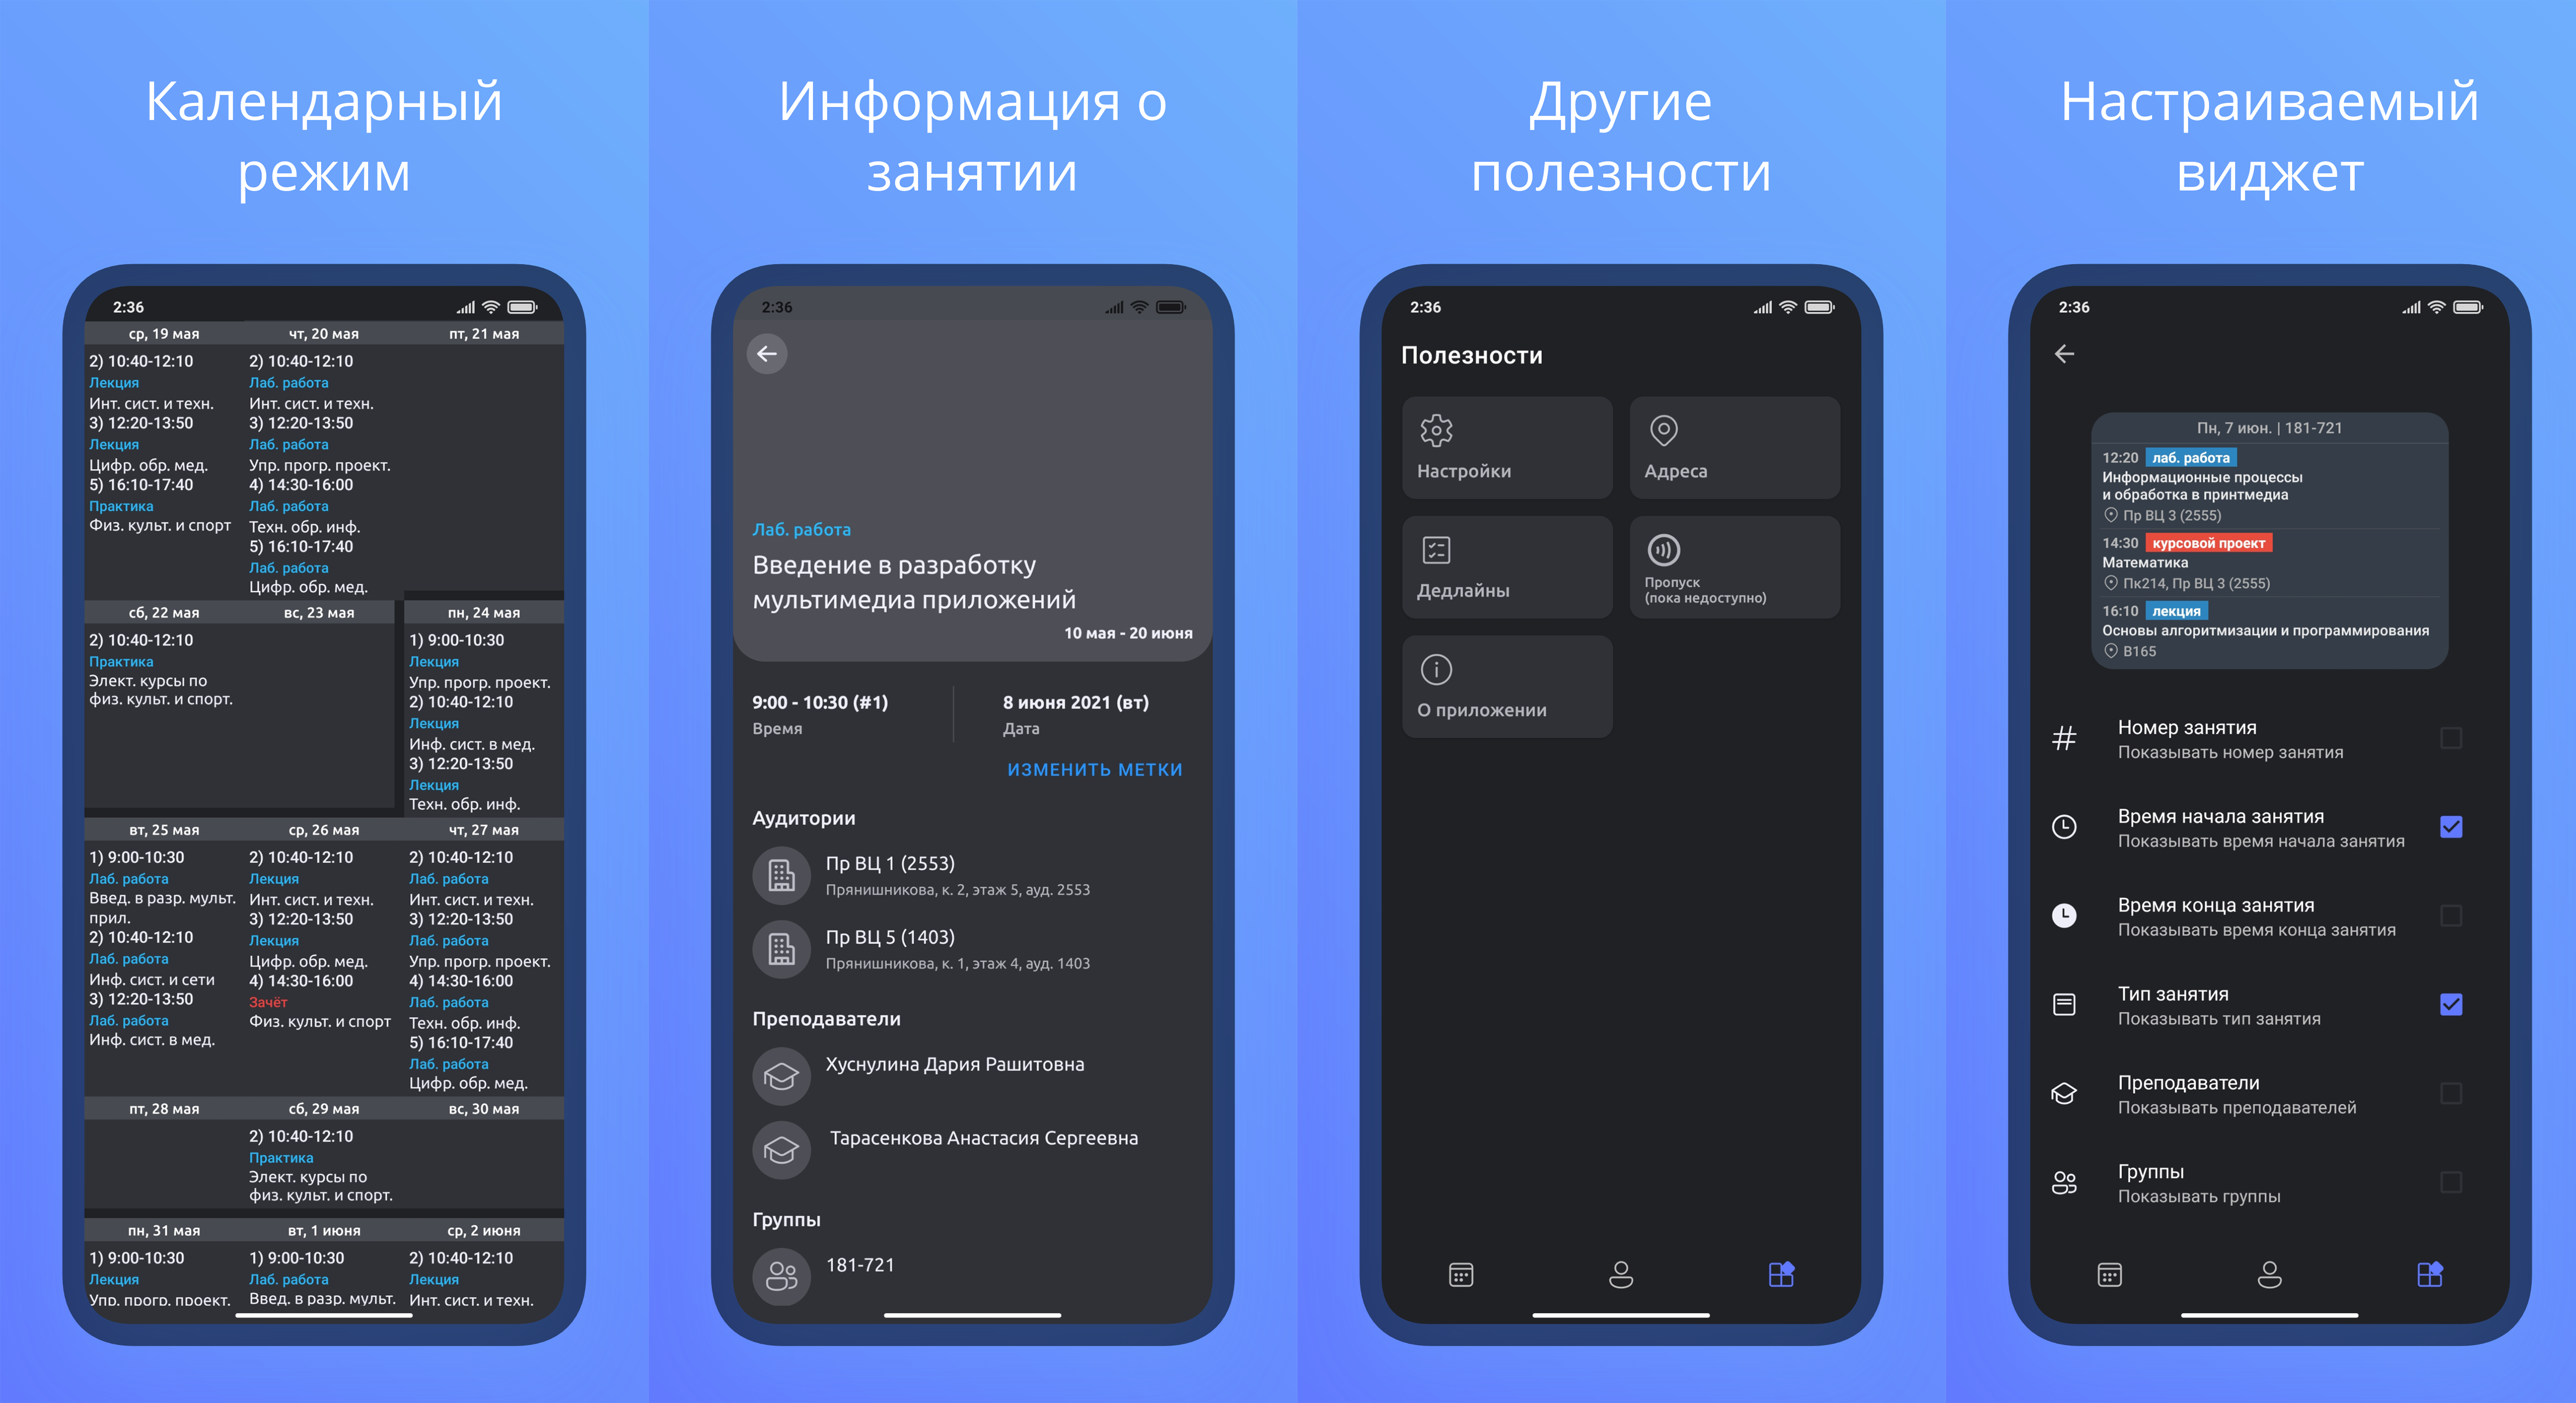 Календарный
режим
2:36
ср, 19 мая
2) 10:40-12:10
Лекция
Инт. сист. и техн.
3) 12:20-13:50
Лекция
Цифр. обр. мед.
5) 16:10-17:40
Практика
Физ. культ. и спорт
чт, 20 мая
2) 10:40-12:10
Лаб. работа
Инт. сист. и техн.
3) 12:20-13:50
Лаб. работа
Упр. прогр. проект.
4) 14:30-16:00
Лаб. работа
Техн. обр. инф.
5) 16:10-17:40
Лаб. работа
Цифр. обр. мед.
пт, 21 мая
сб, 22 мая
2) 10:40-12:10
Практика
Элект. курсы по
физ. культ. и спорт.
вс, 23 мая
пн, 24 мая
1) 9:00-10:30
Лекция
Упр. прогр. проект.
2) 10:40-12:10
Лекция
Инф. сист. в мед.
3) 12:20-13:50
Лекция
Техн. обр. инф.
вт, 25 мая
1) 9:00-10:30
Лаб. работа
Введ. в разр. мульт.
прил.
2) 10:40-12:10
Лаб. работа
Инф. сист. и сети
3) 12:20-13:50
Лаб. работа
Инф. сист. в мед.
ср, 26 мая
2) 10:40-12:10
Лекция
Инт. сист. и техн.
3) 12:20-13:50
Лекция
Цифр. обр. мед.
4) 14:30-16:00
Зачёт
Физ. культ. и спорт
чт, 27 мая
2) 10:40-12:10
Лаб. работа
Инт. сист. и техн.
3) 12:20-13:50
Лаб. работа
Упр. прогр. проект.
4) 14:30-16:00
Лаб. работа
Техн. обр. инф.
5) 16:10-17:40
Лаб. работа
Цифр. обр. мед.
пт, 28 мая
сб, 29 мая
2) 10:40-12:10
Практика
Элект. курсы по
физ. культ. и спорт.
вс, 30 мая
пн, 31 мая
1) 9:00-10:30
Лекция
Упр. прогр. проект.
вт, 1 июня
1) 9:00-10:30
Лаб. работа
Введ. в разр. мульт.
ср, 2 июня
2) 10:40-12:10
Лекция
Инт. сист. и техн.
Информация о
занятии
2:36
Лаб. работа
Введение в разработку
мультимедиа приложений
10 мая - 20 июня
9:00 - 10:30 (#1)
Время
8 июня 2021 (вт)
Дата
ИЗМЕНИТЬ МЕТКИ
Аудитории
Пр ВЦ 1 (2553)
Прянишникова, к. 2, этаж 5, ауд. 2553
Пр ВЦ 5 (1403)
Прянишникова, к. 1, этаж 4, ауд. 1403
Преподаватели
Хуснулина Дария Рашитовна
Тарасенкова Анастасия Сергеевна
Группы
181-721
Другие
полезности
2:36
Полезности
Настройки
Адреса
Дедлайны
Пропуск
(пока недоступно)
О приложении
Настраиваемый
виджет
2:36
Пн, 7 июн. | 181-721
12:20 лаб. работа
Информационные процессы
и обработка в принтмедиа
Пр ВЦ 3 (2555)
14:30 курсовой проект
Математика
Пк214, Пр ВЦ 3 (2555)
16:10 лекция
Основы алгоритмизации и программирования
В165
Номер занятия
Показывать номер занятия
Время начала занятия
Показывать время начала занятия
Время конца занятия
Показывать время конца занятия
Тип занятия
Показывать тип занятия
Преподаватели
Показывать преподавателей
Группы
Показывать группы